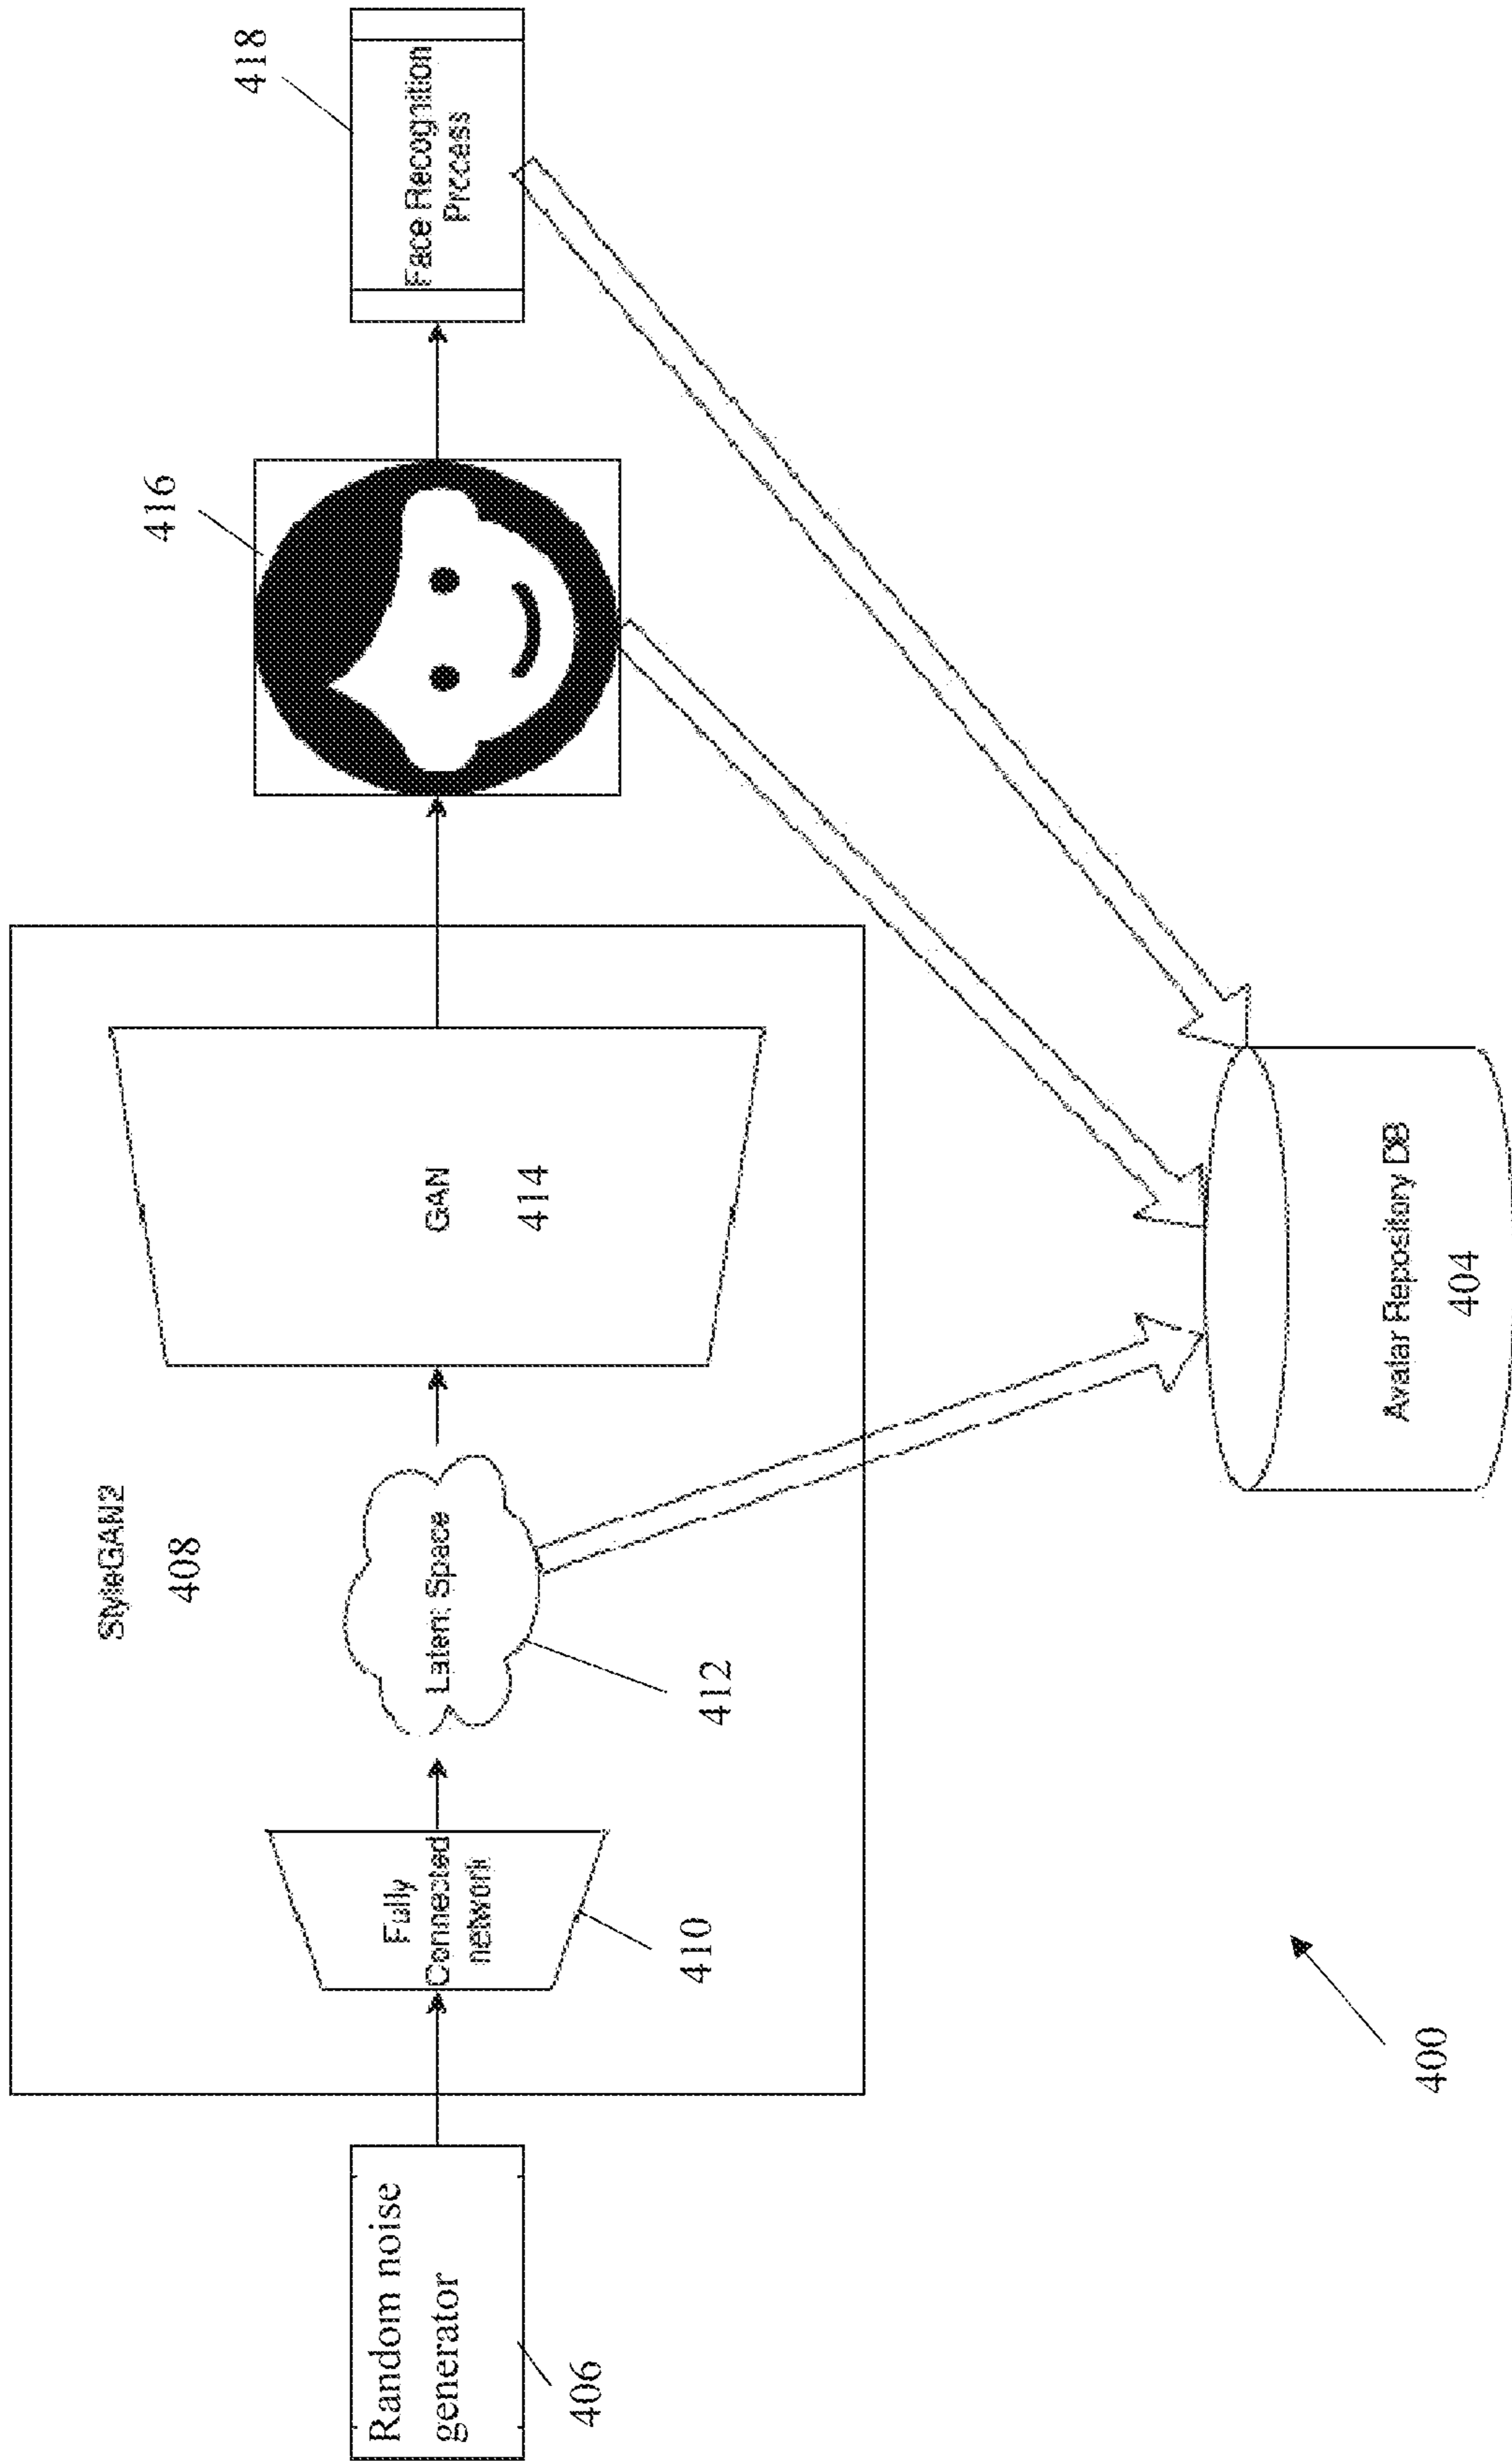 StyleGAN2
408
Random noise
generator
406
Fully
Connected
network
410
Latent Space
412
GAN
414
416
Face Recognition
Process
418
Avatar Repository DB
404
400